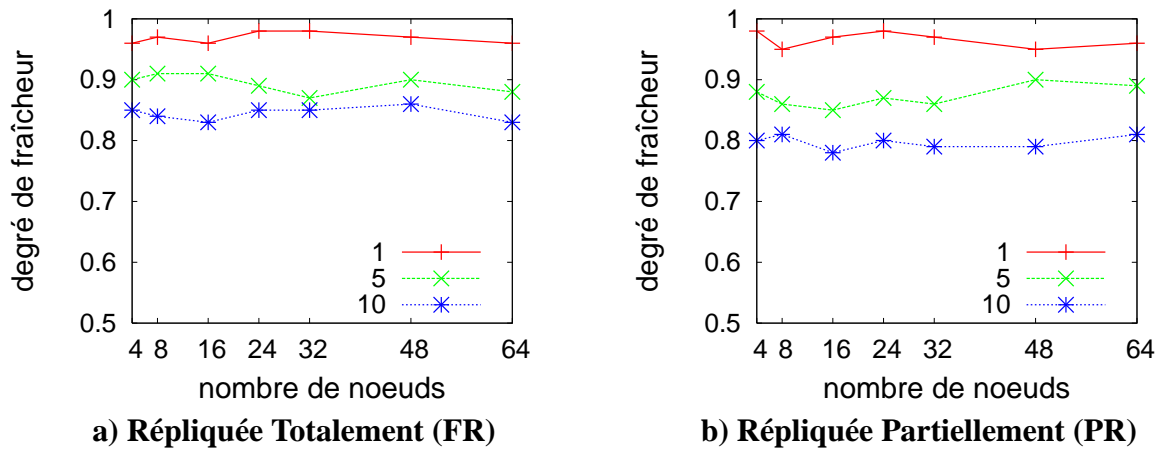 1
0.9
0.8
0.7
0.6
0.5
degré de fraîcheur
1
5
10
4 8 16 24 32 48 64
nombre de noeuds
a) Répliquée Totalement (FR)
1
0.9
0.8
0.7
0.6
0.5
degré de fraîcheur
1
5
10
4 8 16 24 32 48 64
nombre de noeuds
b) Répliquée Partiellement (PR)